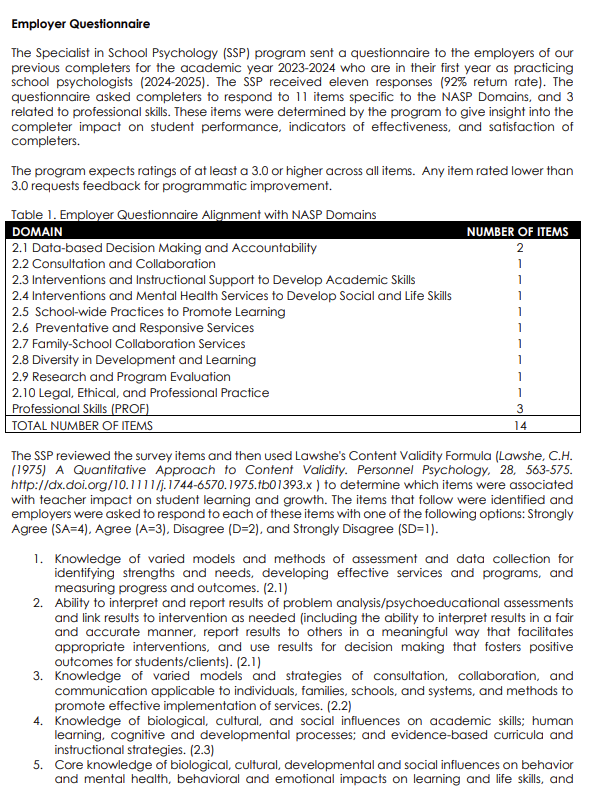 Employer Questionnaire
The Specialist in School Psychology (SSP) program sent a questionnaire to the employers of our
previous completers for the academic year 2023-2024 who are in their first year as practicing
school psychologists (2024-2025). The SSP received eleven responses (92% return rate). The
questionnaire asked completers to respond to 11 items specific to the NASP Domains, and 3
related to professional skills. These items were determined by the program to give insight into the
completer impact on student performance, indicators of effectiveness, and satisfaction of
completers.
The program expects ratings of at least a 3.0 or higher across all items. Any item rated lower than
3.0 requests feedback for programmatic improvement.
Table 1. Employer Questionnaire Alignment with NASP Domains
DOMAIN NUMBER OF ITEMS
2.1 Data-based Decision Making and Accountability 2
2.2 Consultation and Collaboration 1
2.3 Interventions and Instructional Support to Develop Academic Skills 1
2.4 Interventions and Mental Health Services to Develop Social and Life Skills 1
2.5 School-wide Practices to Promote Learning 1
2.6 Preventative and Responsive Services 1
2.7 Family-School Collaboration Services 1
2.8 Diversity in Development and Learning 1
2.9 Research and Program Evaluation 1
2.10 Legal, Ethical, and Professional Practice 1
Professional Skills (PROF) 3
TOTAL NUMBER OF ITEMS 14
The SSP reviewed the survey items and then used Lawshe's Content Validity Formula (Lawshe, C.H.
(1975) A Quantitative Approach to Content Validity. Personnel Psychology, 28, 563-575.
http://dx.doi.org/10.1111/j.1744-6570.1975.tb01393.x ) to determine which items were associated
with teacher impact on student learning and growth. The items that follow were identified and
employers were asked to respond to each of these items with one of the following options: Strongly
Agree (SA=4), Agree (A=3), Disagree (D=2), and Strongly Disagree (SD=1).
1. Knowledge of varied models and methods of assessment and data collection for
identifying strengths and needs, developing effective services and programs, and
measuring progress and outcomes. (2.1)
2. Ability to interpret and report results of problem analysis/psychoeducational assessments
and link results to intervention as needed (including the ability to interpret results in a fair
and accurate manner, report results to others in a meaningful way that facilitates
appropriate interventions, and use results for decision making that fosters positive
outcomes for students/clients). (2.1)
3. Knowledge of varied models and strategies of consultation, collaboration, and
communication applicable to individuals, families, schools, and systems, and methods to
promote effective implementation of services. (2.2)
4. Knowledge of biological, cultural, and social influences on academic skills; human
learning, cognitive and developmental processes; and evidence-based curricula and
instructional strategies. (2.3)
5. Core knowledge of biological, cultural, developmental and social influences on behavior
and mental health, behavioral and emotional impacts on learning and life skills, and